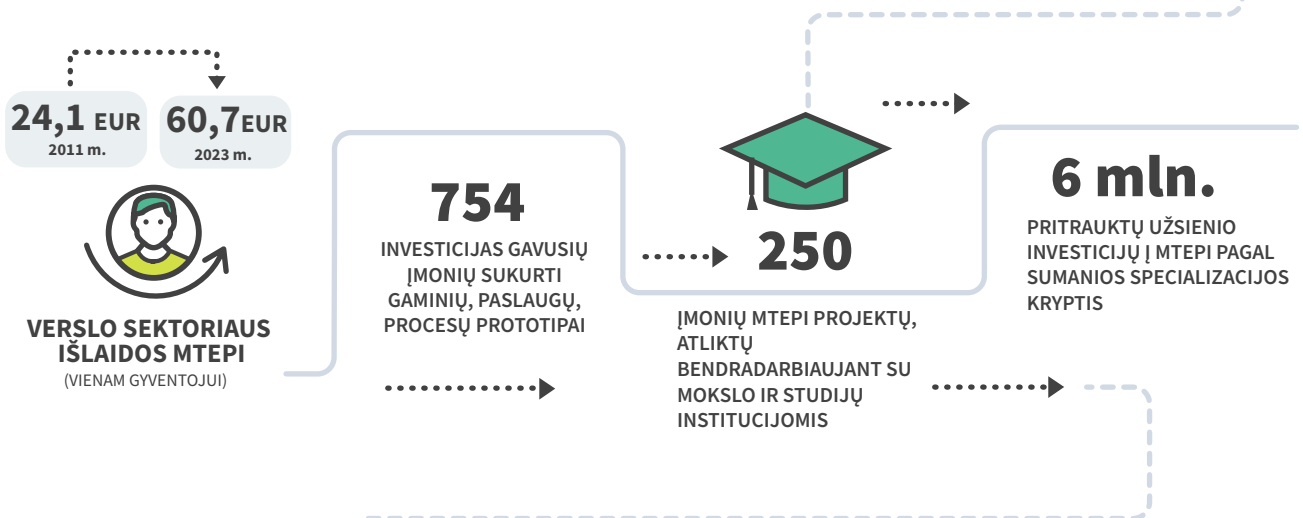 24,1 EUR
2011 m.
60,7EUR
2023 m.
VERSLO SEKTORIAUS
IŠLAIDOS MTEPI
(VIENAM GYVENTOJUI)
754
INVESTICIJAS GAVUSIŲ
ĮMONIŲ SUKURTI
GAMINIŲ, PASLAUGŲ,
PROCESŲ PROTOTIPAI
250
ĮMONIŲ MTEPI PROJEKTŲ,
ATLIKTŲ
BENDRADARBIAUJANT SU
MOKSLO IR STUDIJŲ
INSTITUCIJOMIS
6 mln.
PRITRAUKTŲ UŽSIENIO
INVESTICIJŲ Į MTEPI PAGAL
SUMANIOS SPECIALIZACIJOS
KRYPTIS